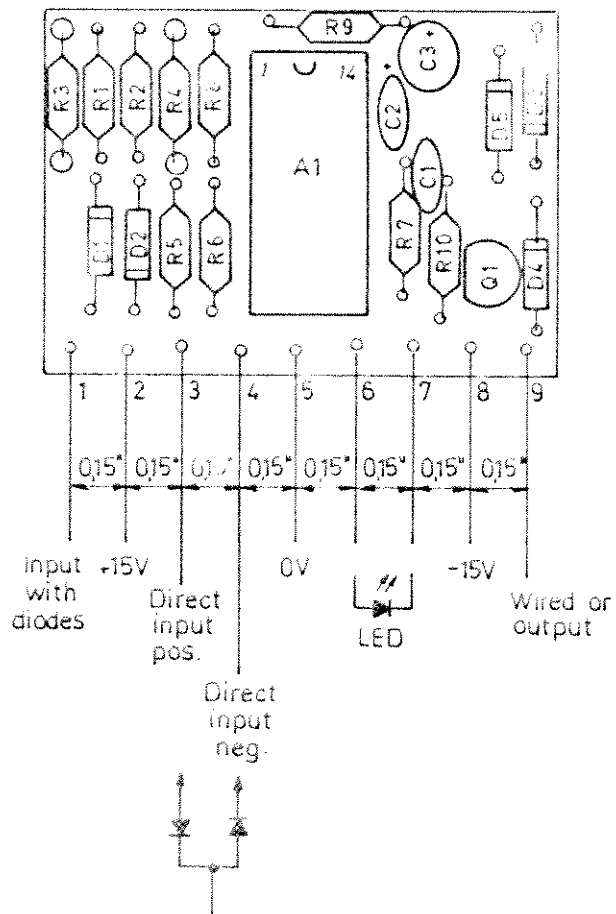 R9
C3+
1 14
R3 R1 R2 R4
+
C2
D5
A1
C1
D1 D2 R5 R6
R7
R10
Q1
D4
1 2 3 4 5 6 7 8 9
0,15" 0,15" 0,15" 0,15" 0,15" 0,15" 0,15" 0,15"
Input
with
diodes
+15V
Direct
input
pos.
Direct
input
neg.
0V
LED
-15V
Wired or
output